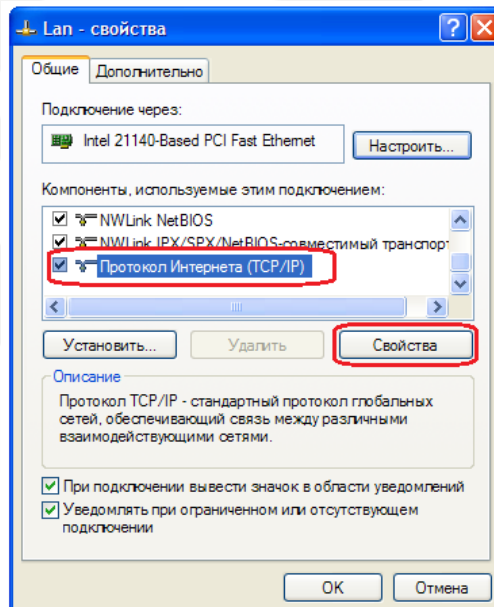 Lan - свойства
Общие Дополнительно
Подключение через:
Intel 21140-Based PCI Fast Ethernet
Настроить...
Компоненты, используемые этим подключением:
NWLink NetBIOS
NWLink IPX/SPX/NetBIOS-совместимый транспорт
Протокол Интернета (TCP/IP)
Установить... Удалить Свойства
Описание
Протокол TCP/IP - стандартный протокол глобальных
сетей, обеспечивающий связь между различными
взаимодействующими сетями.
При подключении вывести значок в области уведомлений
Уведомлять при ограниченном или отсутствующем
подключении
OK Отмена